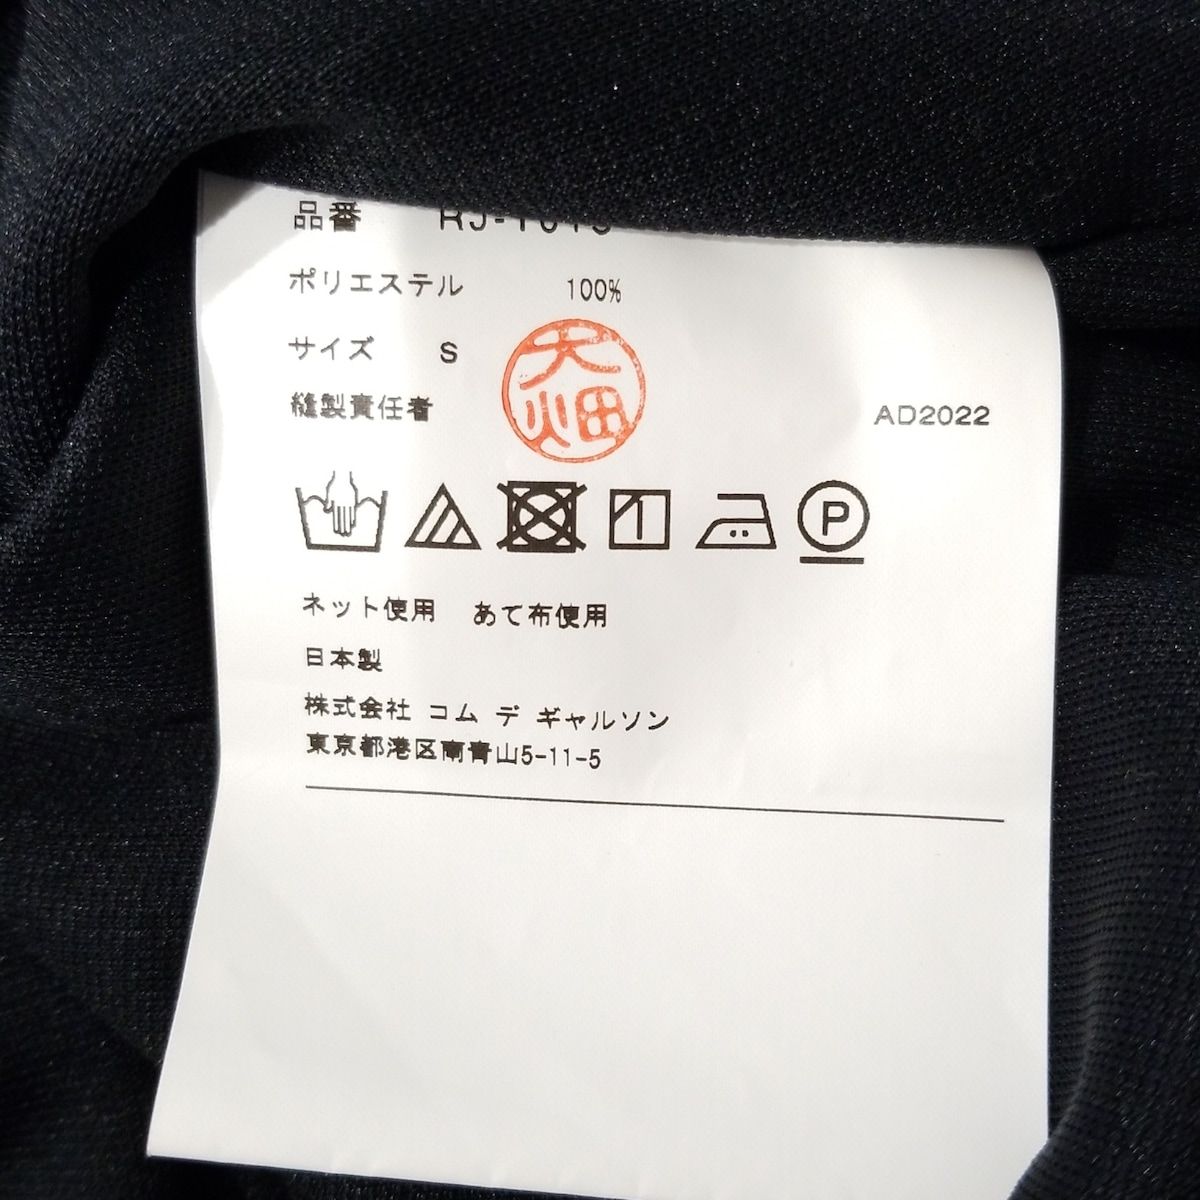 品番
ポリエステル 100%
サイズ S
大畑
縫製責任者 AD2022
P
ネット使用 あて布使用
日本製
株式会社 コム デ ギャルソン
東京都港区南青山5-11-5